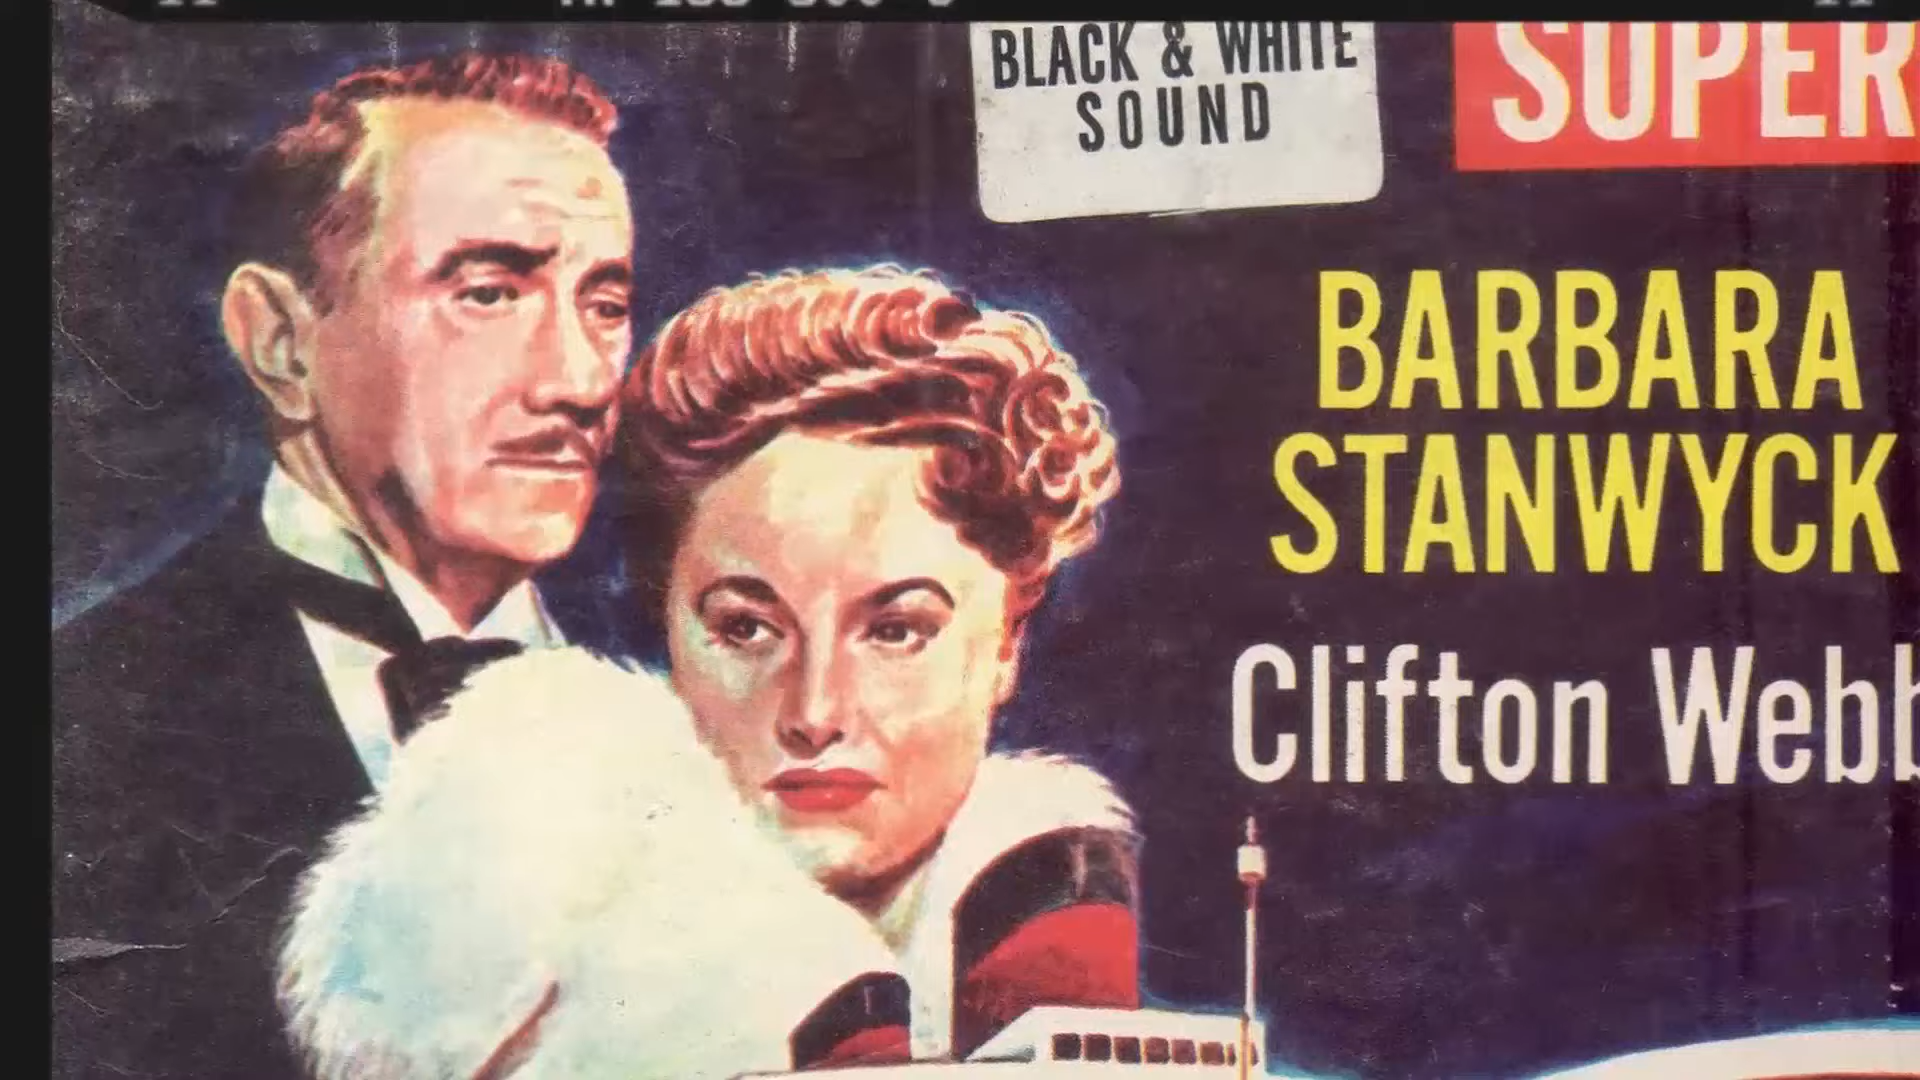 BLACK & WHITE
SOUND
SUPER
BARBARA
STANWYCK
Clifton Webb